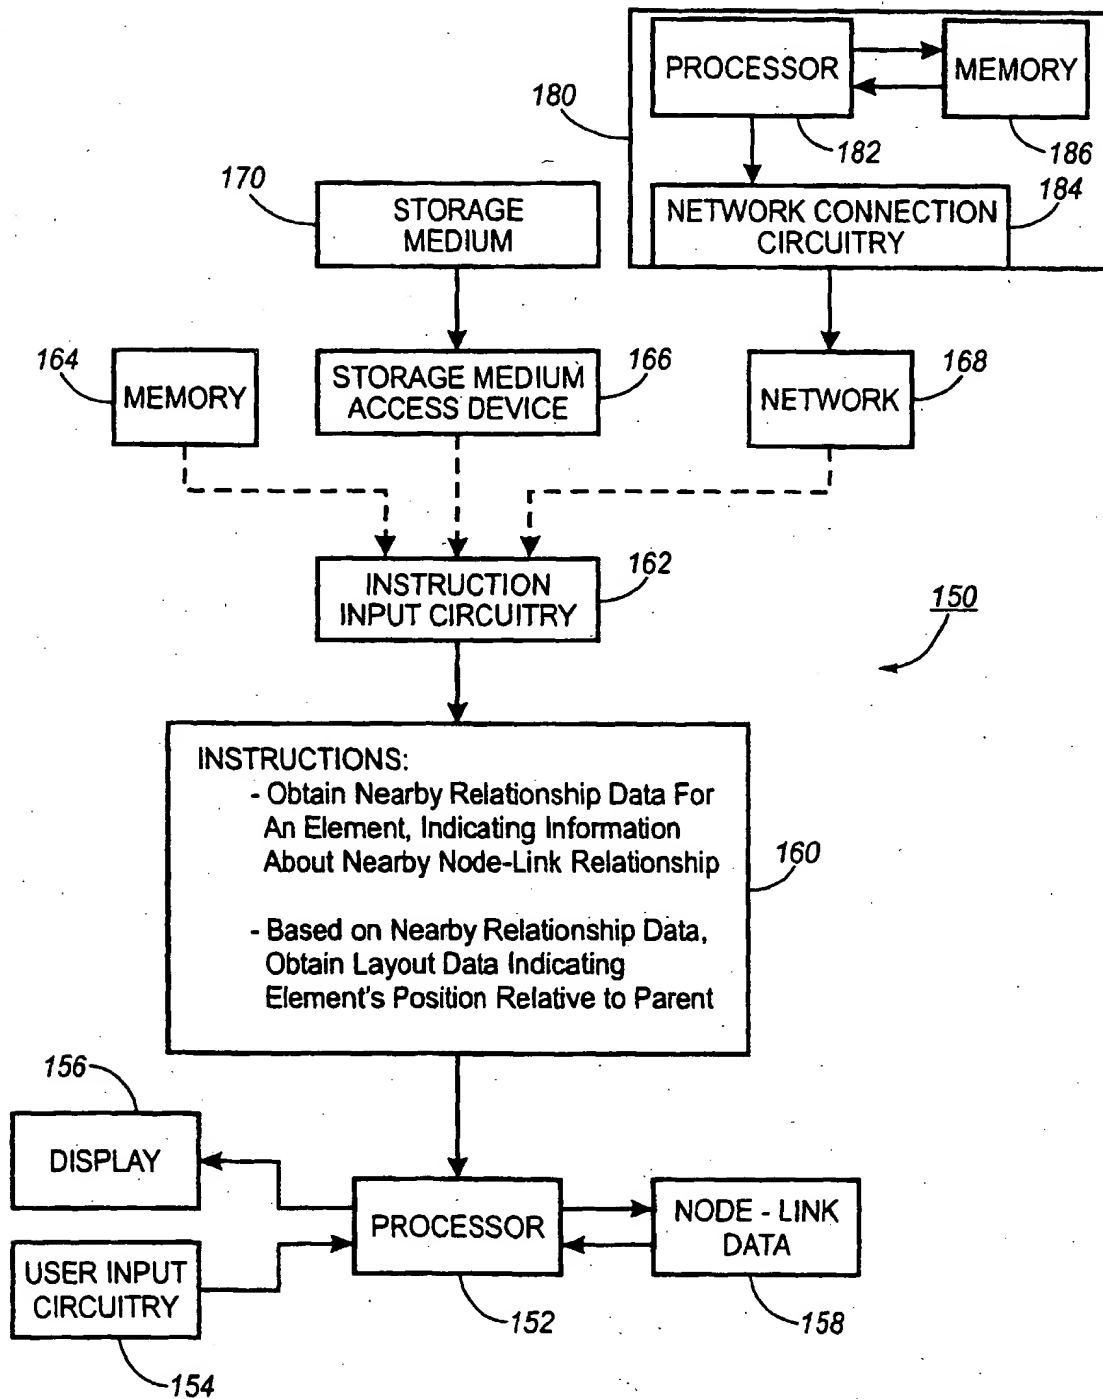 PROCESSOR
MEMORY
180
182
186
170
STORAGE
MEDIUM
NETWORK CONNECTION
CIRCUITRY
184
164
MEMORY
STORAGE MEDIUM
ACCESS DEVICE
166
NETWORK
168
INSTRUCTION
INPUT CIRCUITRY
162
150
INSTRUCTIONS:
- Obtain Nearby Relationship Data For
An Element, Indicating Information
About Nearby Node-Link Relationship
- Based on Nearby Relationship Data,
Obtain Layout Data Indicating
Element's Position Relative to Parent
160
156
DISPLAY
PROCESSOR
NODE - LINK
DATA
USER INPUT
CIRCUITRY
152
158
154